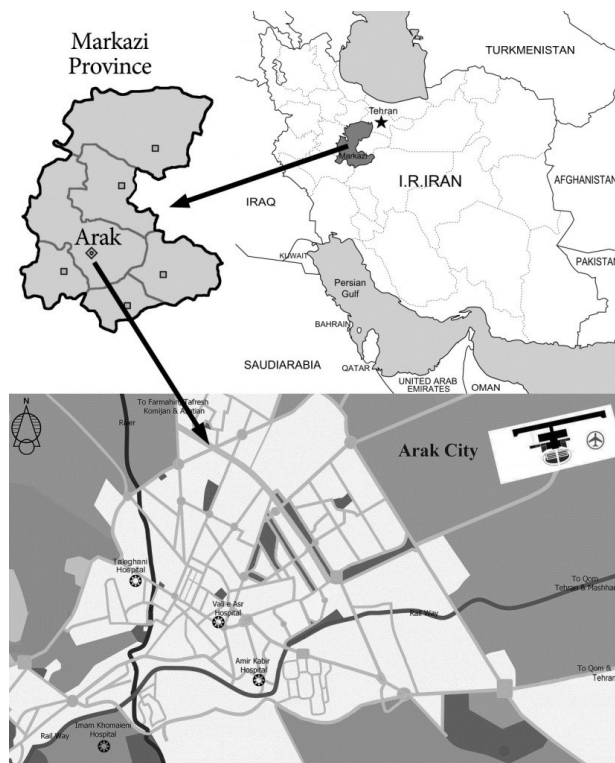 Markazi
Province
Arak
TURKMENISTAN
Tehran
Markazi
I.R.IRAN
AFGHANISTAN
IRAQ
KUWAIT
PAKISTAN
Persian
Gulf
BAHRAIN
SAUDIARABIA
QATAR
UNITED ARAB
EMIRATES
OMAN
N
To Farmahin, Tafresh
Komijan &
River
Arak City
Taleghani
Hospital
Vali e Asr
Hospital
To Qom
Tehran & Mashhad
Rail Way
Amir Kabir
Hospital
To Qom &
Tehran
Imam Khomaieni
Hospital
Rail Way